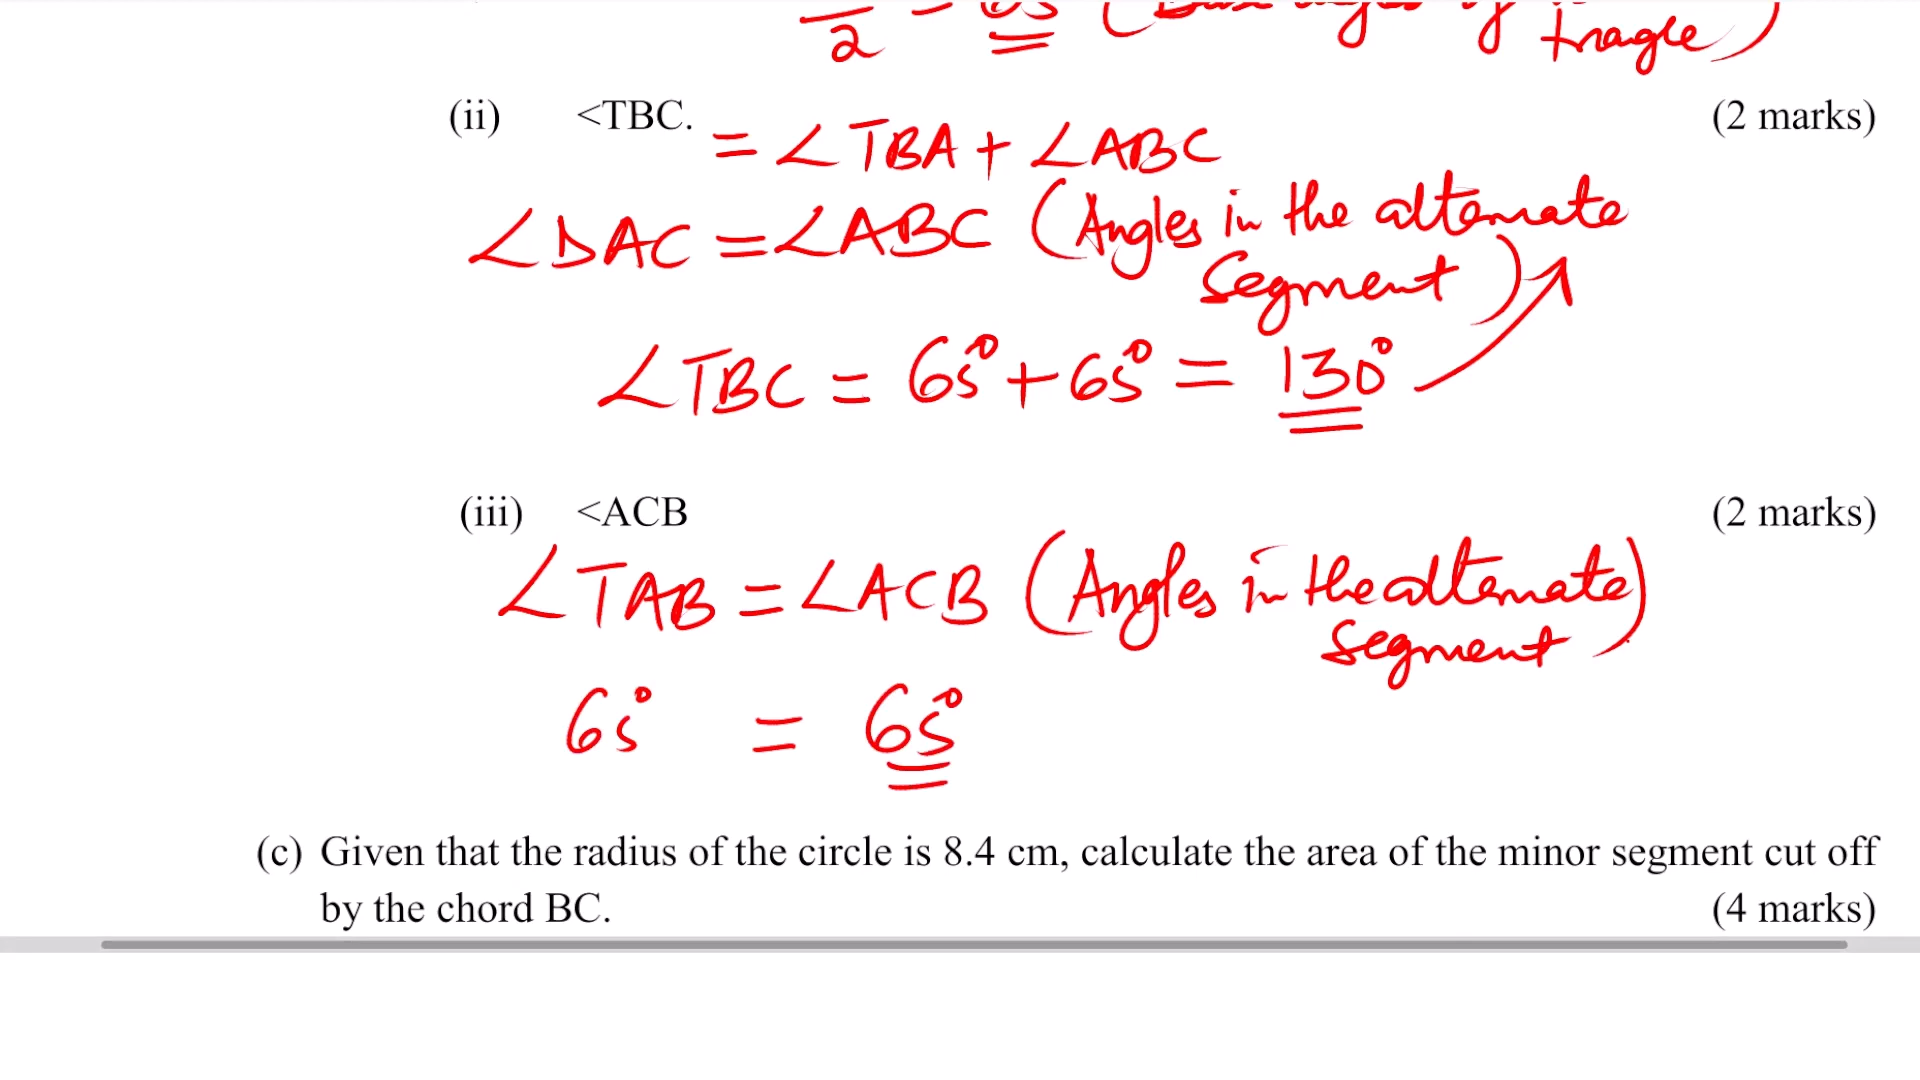 2
triagle)
(ii) <TBC. (2 marks)
= ∠TBA + ∠ABC
∠DAC = ∠ABC (Angles in the alternate
segment)
∠TBC = 65° + 65° = 130°
(iii) <ACB (2 marks)
∠TAB = ∠ACB (Angles in the alternate
segment)
65° = 65°
(c) Given that the radius of the circle is 8.4 cm, calculate the area of the minor segment cut off
by the chord BC. (4 marks)